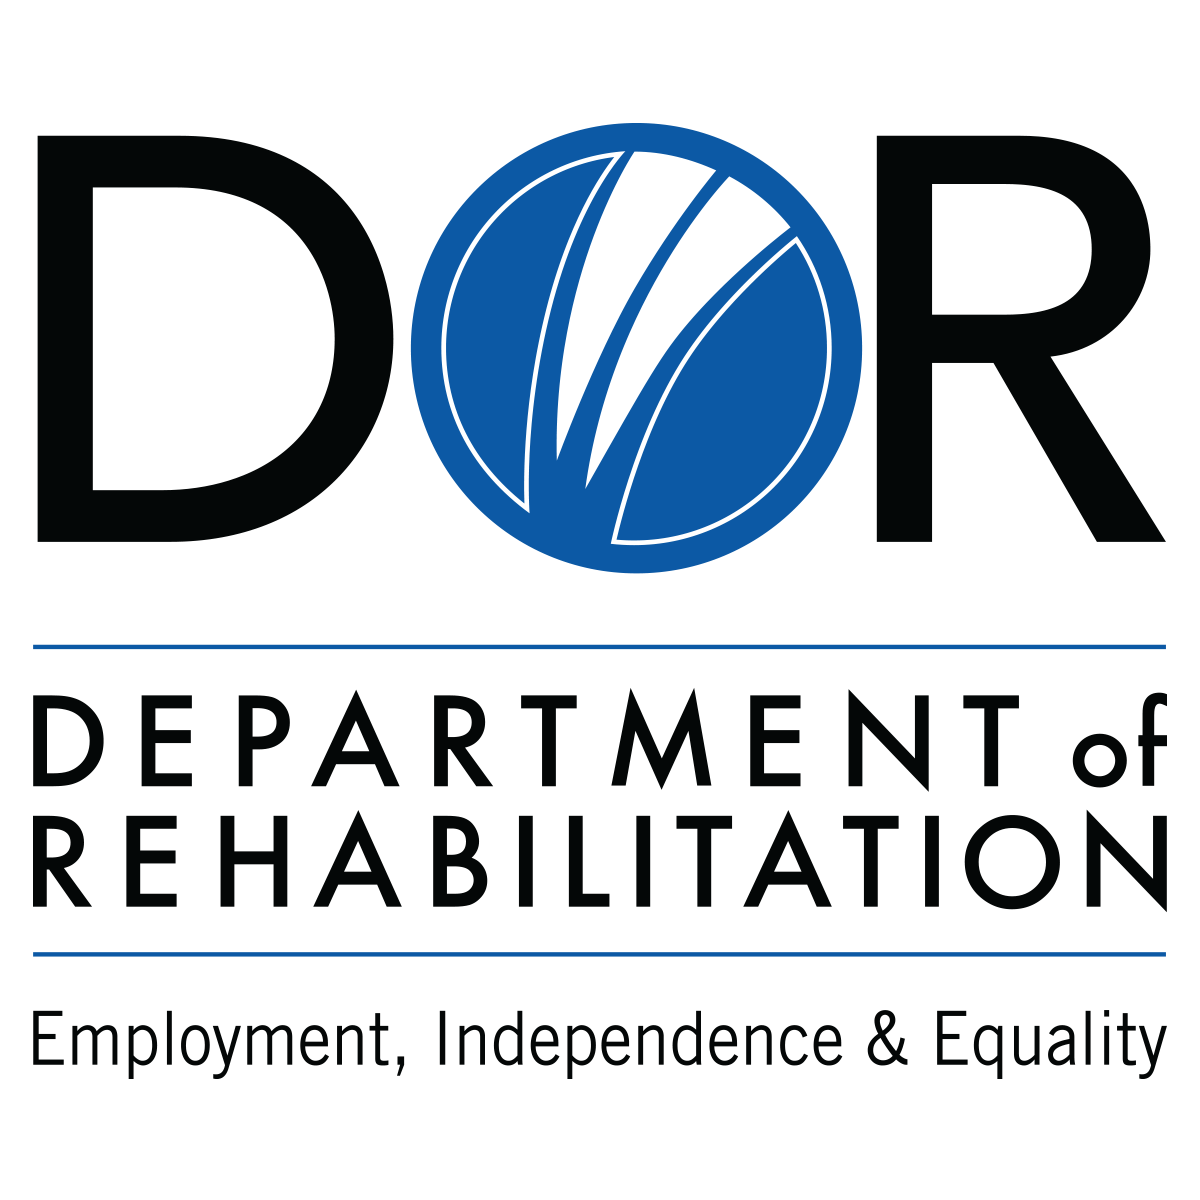 DOR
DEPARTMENT of
REHABILITATION
Employment, Independence & Equality